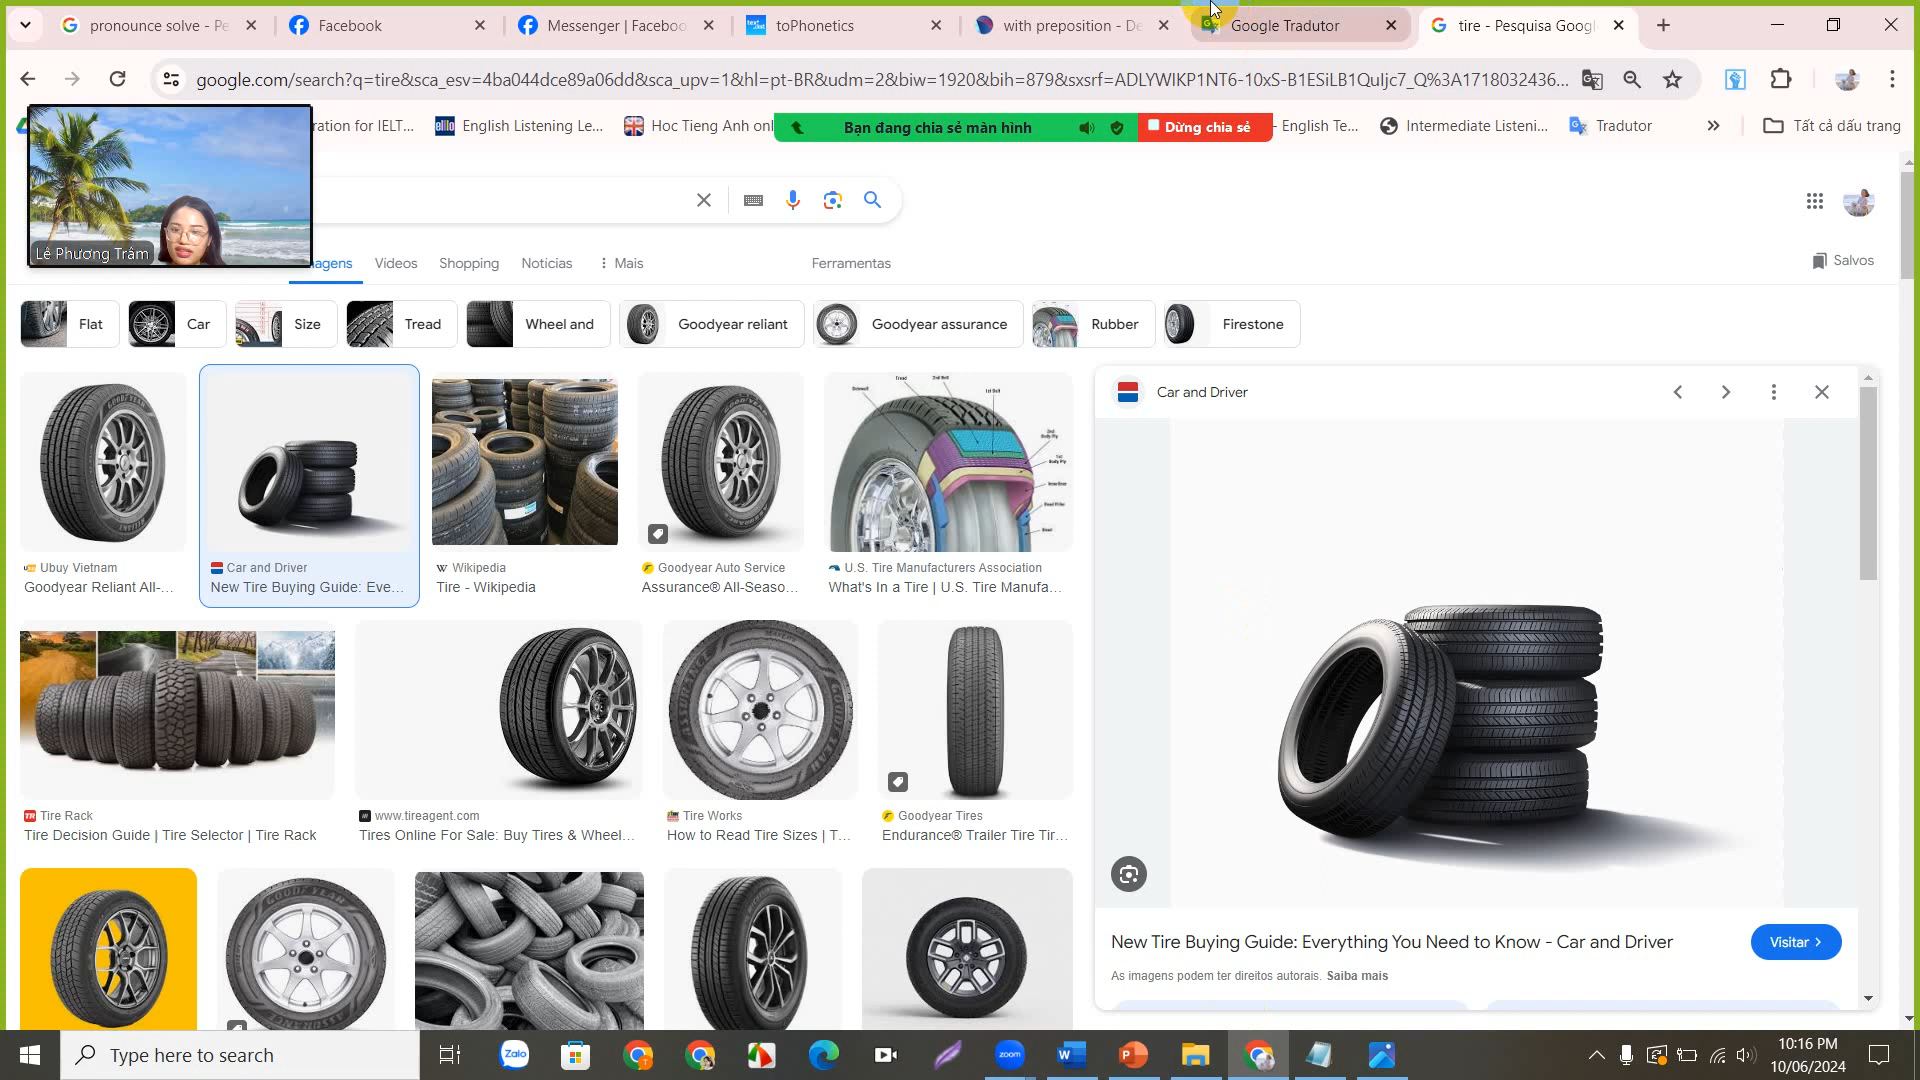 pronounce solve - Pe
Facebook
Messenger | Faceboo
toPhonetics
with preposition - De
Google Tradutor
tire - Pesquisa Googl
google.com/search?q=tire&sca_esv=4ba044dce89a06dd&sca_upv=1&hl=pt-BR&udm=2&biw=1920&bih=879&sxsrf=ADLYWIKP1NT6-10xS-B1ESiLB1QuIjc7_Q%3A1718032436...
ration for IELT...
English Listening Le...
Hoc Tieng Anh onl
Bạn đang chia sẻ màn hình
Dừng chia sẻ
- English Te...
Intermediate Listeni...
Tradutor
Tất cả dấu trang
Lê Phương Trâm
agens
Vídeos
Shopping
Notícias
Mais
Ferramentas
Salvos
Flat
Car
Size
Tread
Wheel and
Goodyear reliant
Goodyear assurance
Rubber
Firestone
Ubuy Vietnam
Goodyear Reliant All-...
Car and Driver
New Tire Buying Guide: Eve...
Wikipedia
Tire - Wikipedia
Goodyear Auto Service
Assurance® All-Seaso...
U.S. Tire Manufacturers Association
What's In a Tire | U.S. Tire Manufa...
Tire Rack
Tire Decision Guide | Tire Selector | Tire Rack
www.tireagent.com
Tires Online For Sale: Buy Tires & Wheel...
Tire Works
How to Read Tire Sizes | T...
Goodyear Tires
Endurance® Trailer Tire Tir...
Car and Driver
New Tire Buying Guide: Everything You Need to Know - Car and Driver
Visitar
As imagens podem ter direitos autorais. Saiba mais
Type here to search
Zalo
zoom
10:16 PM
10/06/2024